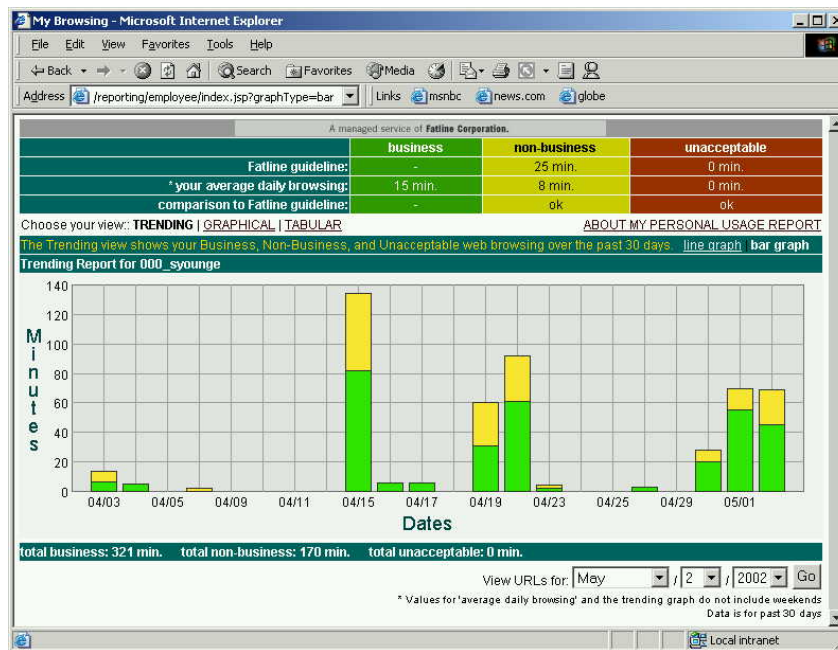 My Browsing - Microsoft Internet Explorer
File Edit View Favorites Tools Help
Back Search Favorites Media
Address /reporting/employee/index.jsp?graphType=bar Links msnbc news.com globe
A managed service of Fatline Corporation.
business non-business unacceptable
Fatline guideline: - 25 min. 0 min.
* your average daily browsing: 15 min. 8 min. 0 min.
comparison to Fatline guideline: - ok ok
Choose your view:: TRENDING | GRAPHICAL | TABULAR ABOUT MY PERSONAL USAGE REPORT
The Trending view shows your Business, Non-Business, and Unacceptable web browsing over the past 30 days. line graph | bar graph
Trending Report for 000_syounge
140
120
100
80
60
40
20
0
Minutes
04/03 04/05 04/09 04/11 04/15 04/17 04/19 04/23 04/25 04/29 05/01
Dates
total business: 321 min. total non-business: 170 min. total unacceptable: 0 min.
View URLs for: May / 2 / 2002 Go
* Values for 'average daily browsing' and the trending graph do not include weekends
Data is for past 30 days
Local intranet